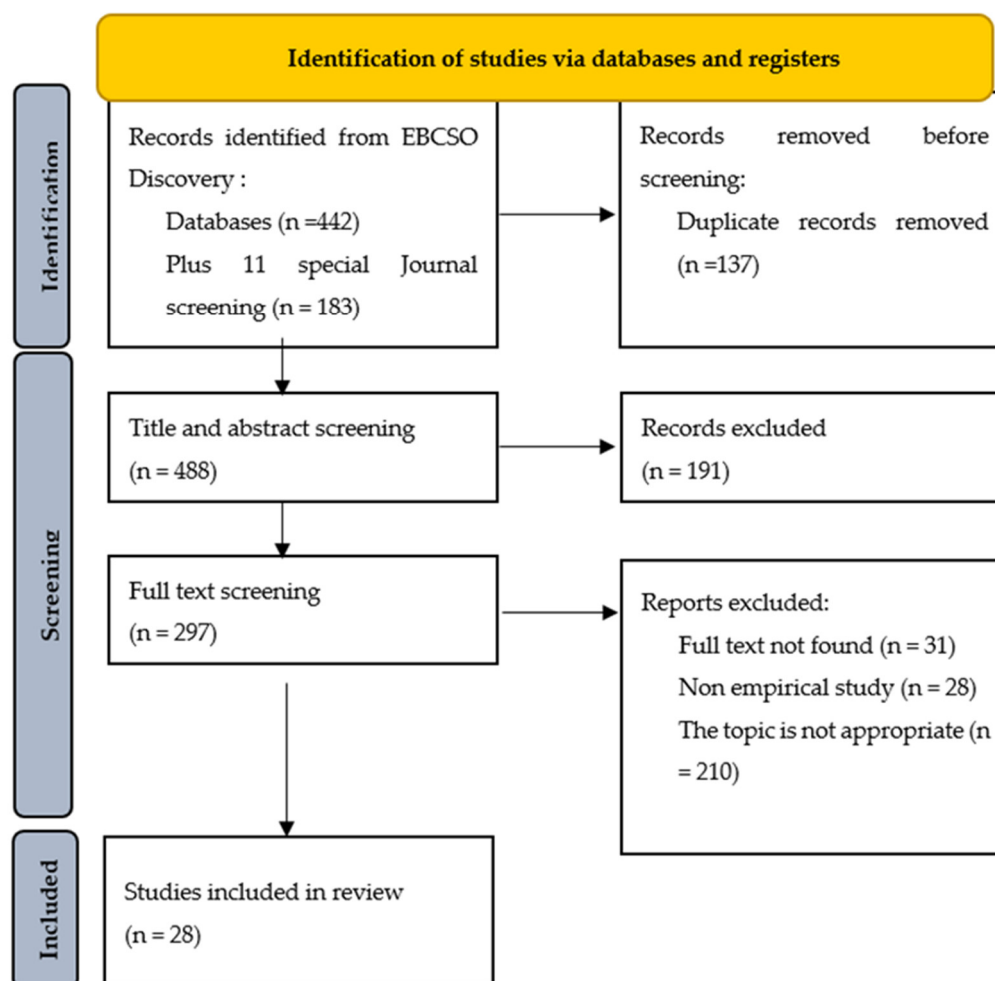 Identification of studies via databases and registers
Identification
Records identified from EBCSO
Discovery :
Databases (n =442)
Plus 11 special Journal
screening (n = 183)
Records removed before
screening:
Duplicate records removed
(n =137)
Screening
Title and abstract screening
(n = 488)
Records excluded
(n = 191)
Full text screening
(n = 297)
Reports excluded:
Full text not found (n = 31)
Non empirical study (n = 28)
The topic is not appropriate (n
= 210)
Included
Studies included in review
(n = 28)